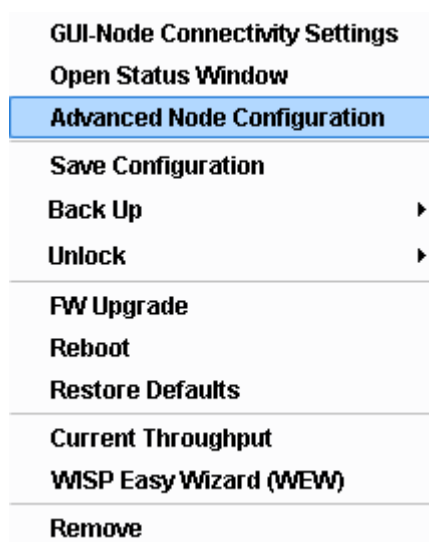 GUI-Node Connectivity Settings
Open Status Window
Advanced Node Configuration
Save Configuration
Back Up
Unlock
FW Upgrade
Reboot
Restore Defaults
Current Throughput
WISP Easy Wizard (WEW)
Remove